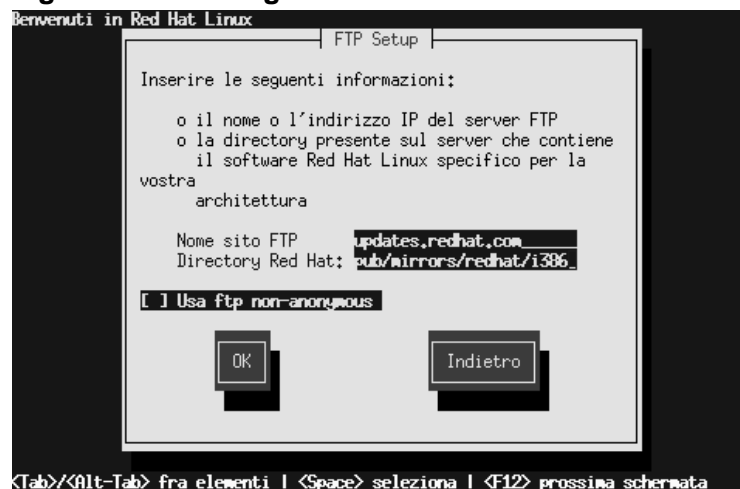 Benvenuti in Red Hat Linux
FTP Setup
Inserire le seguenti informazioni:
o il nome o l'indirizzo IP del server FTP
o la directory presente sul server che contiene
il software Red Hat Linux specifico per la
vostra
architettura
Nome sito FTP updates.redhat.com
Directory Red Hat: pub/mirrors/redhat/i386
[ ] Usa ftp non-anonymous
OK Indietro
<Tab>/<Alt-Tab> fra elementi | <Space> seleziona | <F12> prossima schermata